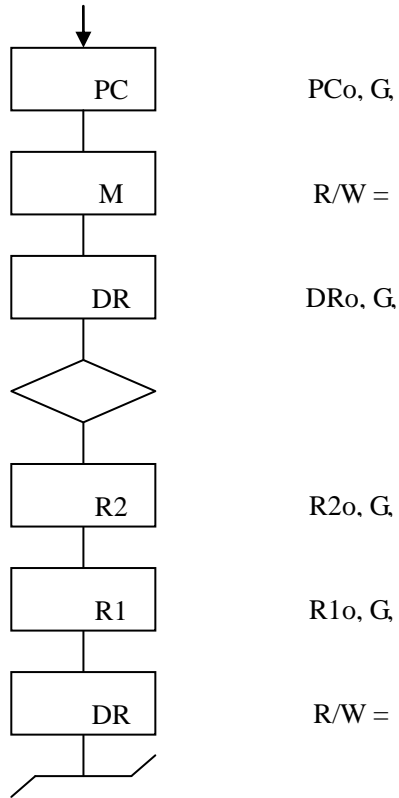 PC PCo, G,
M R/W =
DR DRo, G,
R2 R2o, G,
R1 R1o, G,
DR R/W =